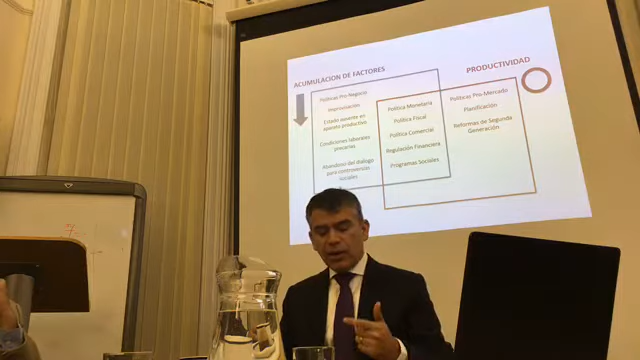 ACUMULACION DE FACTORES
PRODUCTIVIDAD
Políticas Pro-Negocio
Improvisación
Estado ausente en
aparato productivo
Condiciones laborales
precarias
Abandono del dialogo
para controversias
sociales
Política Monetaria
Política Fiscal
Política Comercial
Regulación Financiera
Programas Sociales
Políticas Pro-Mercado
Planificación
Reformas de Segunda
Generación
7